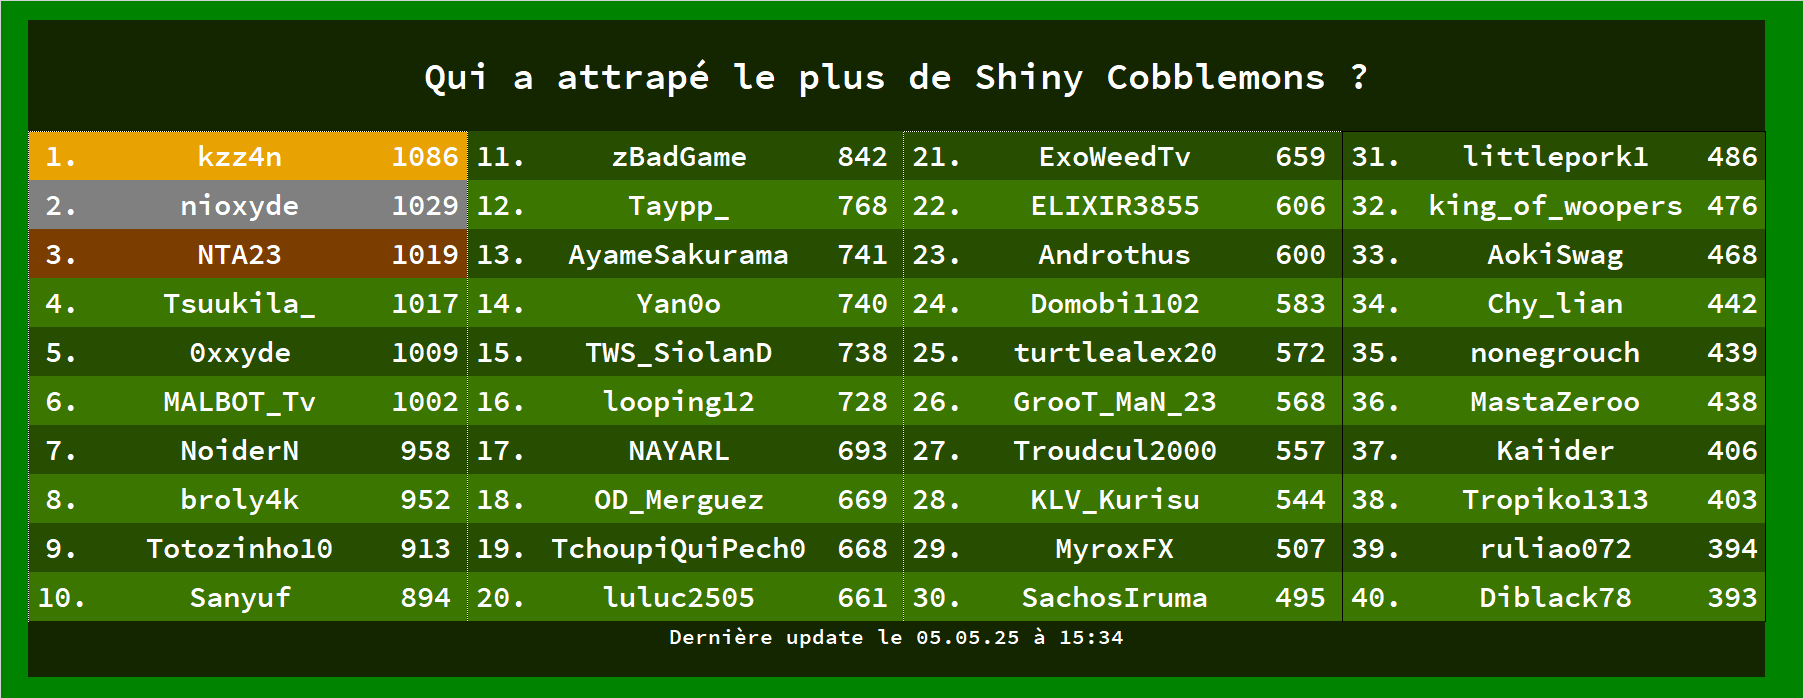 Qui a attrapé le plus de Shiny Cobblemons ?
1. kzz4n 1086 11. zBadGame 842 21. ExoWeedTv 659 31. littlepork1 486
2. nioxyde 1029 12. Taypp_ 768 22. ELIXIR3855 606 32. king_of_woopers 476
3. NTA23 1019 13. AyameSakurama 741 23. Androthus 600 33. AokiSwag 468
4. Tsuukila_ 1017 14. Yan0o 740 24. Domobi1102 583 34. Chy_lian 442
5. 0xxyde 1009 15. TWS_SiolanD 738 25. turtlealex20 572 35. nonegrouch 439
6. MALBOT_Tv 1002 16. looping12 728 26. GrooT_MaN_23 568 36. MastaZeroo 438
7. NoiderN 958 17. NAYARL 693 27. Troudcul2000 557 37. Kaiider 406
8. broly4k 952 18. OD_Merguez 669 28. KLV_Kurisu 544 38. Tropiko1313 403
9. Totozinho10 913 19. TchoupiQuiPech0 668 29. MyroxFX 507 39. ruliao072 394
10. Sanyuf 894 20. luluc2505 661 30. SachosIruma 495 40. Diblack78 393
Dernière update le 05.05.25 à 15:34